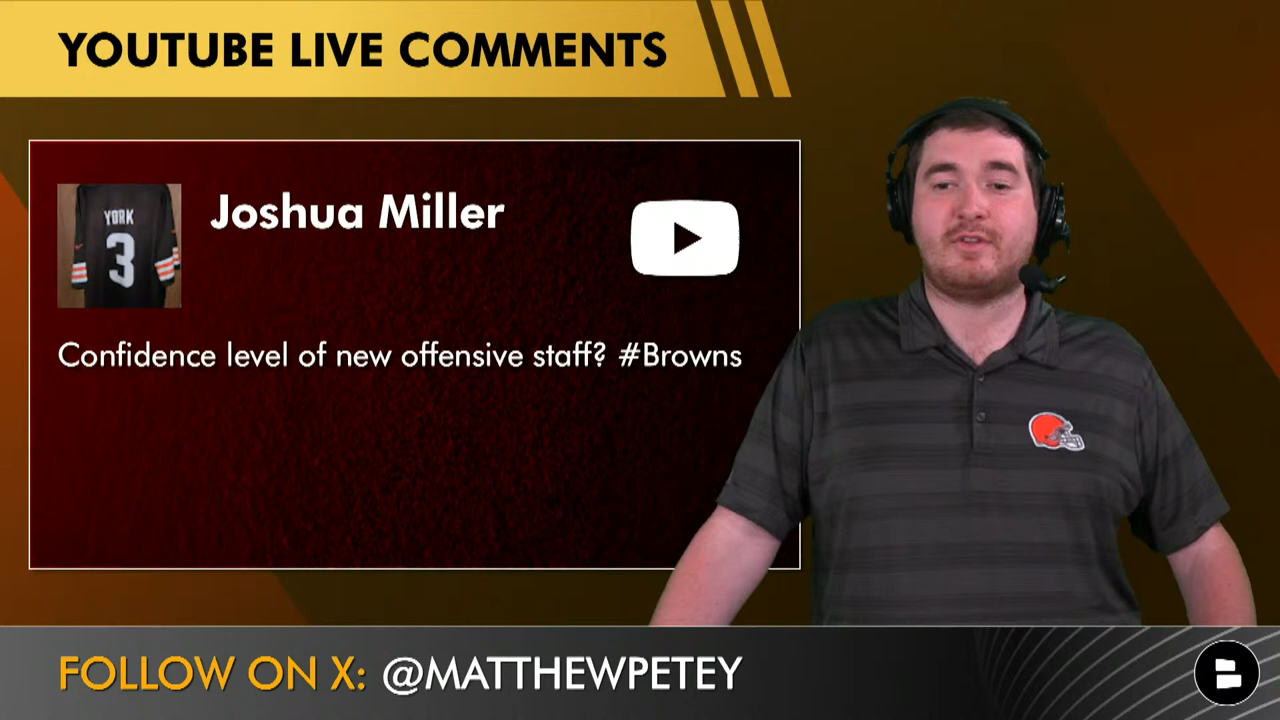 YOUTUBE LIVE COMMENTS
Joshua Miller
YORK
3
Confidence level of new offensive staff? #Browns
FOLLOW ON X: @MATTHEWPETEY